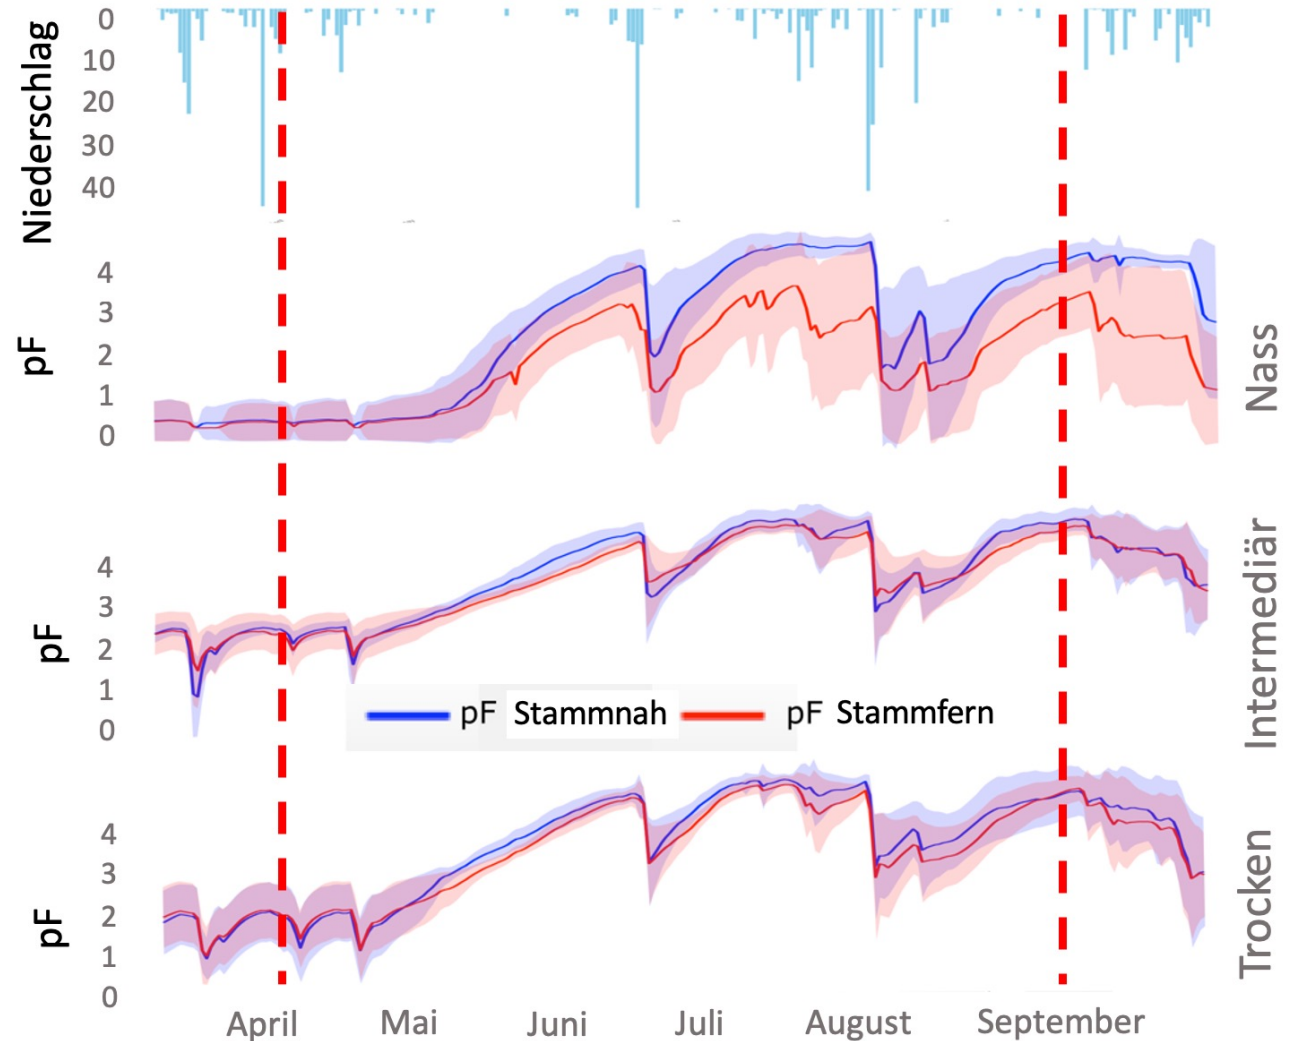 Niederschlag
0
10
20
30
40
pF
4
3
2
1
0
Nass
pF
4
3
2
1
0
Intermediär
pF Stammnah pF Stammfern
pF
4
3
2
1
0
Trocken
April Mai Juni Juli August September